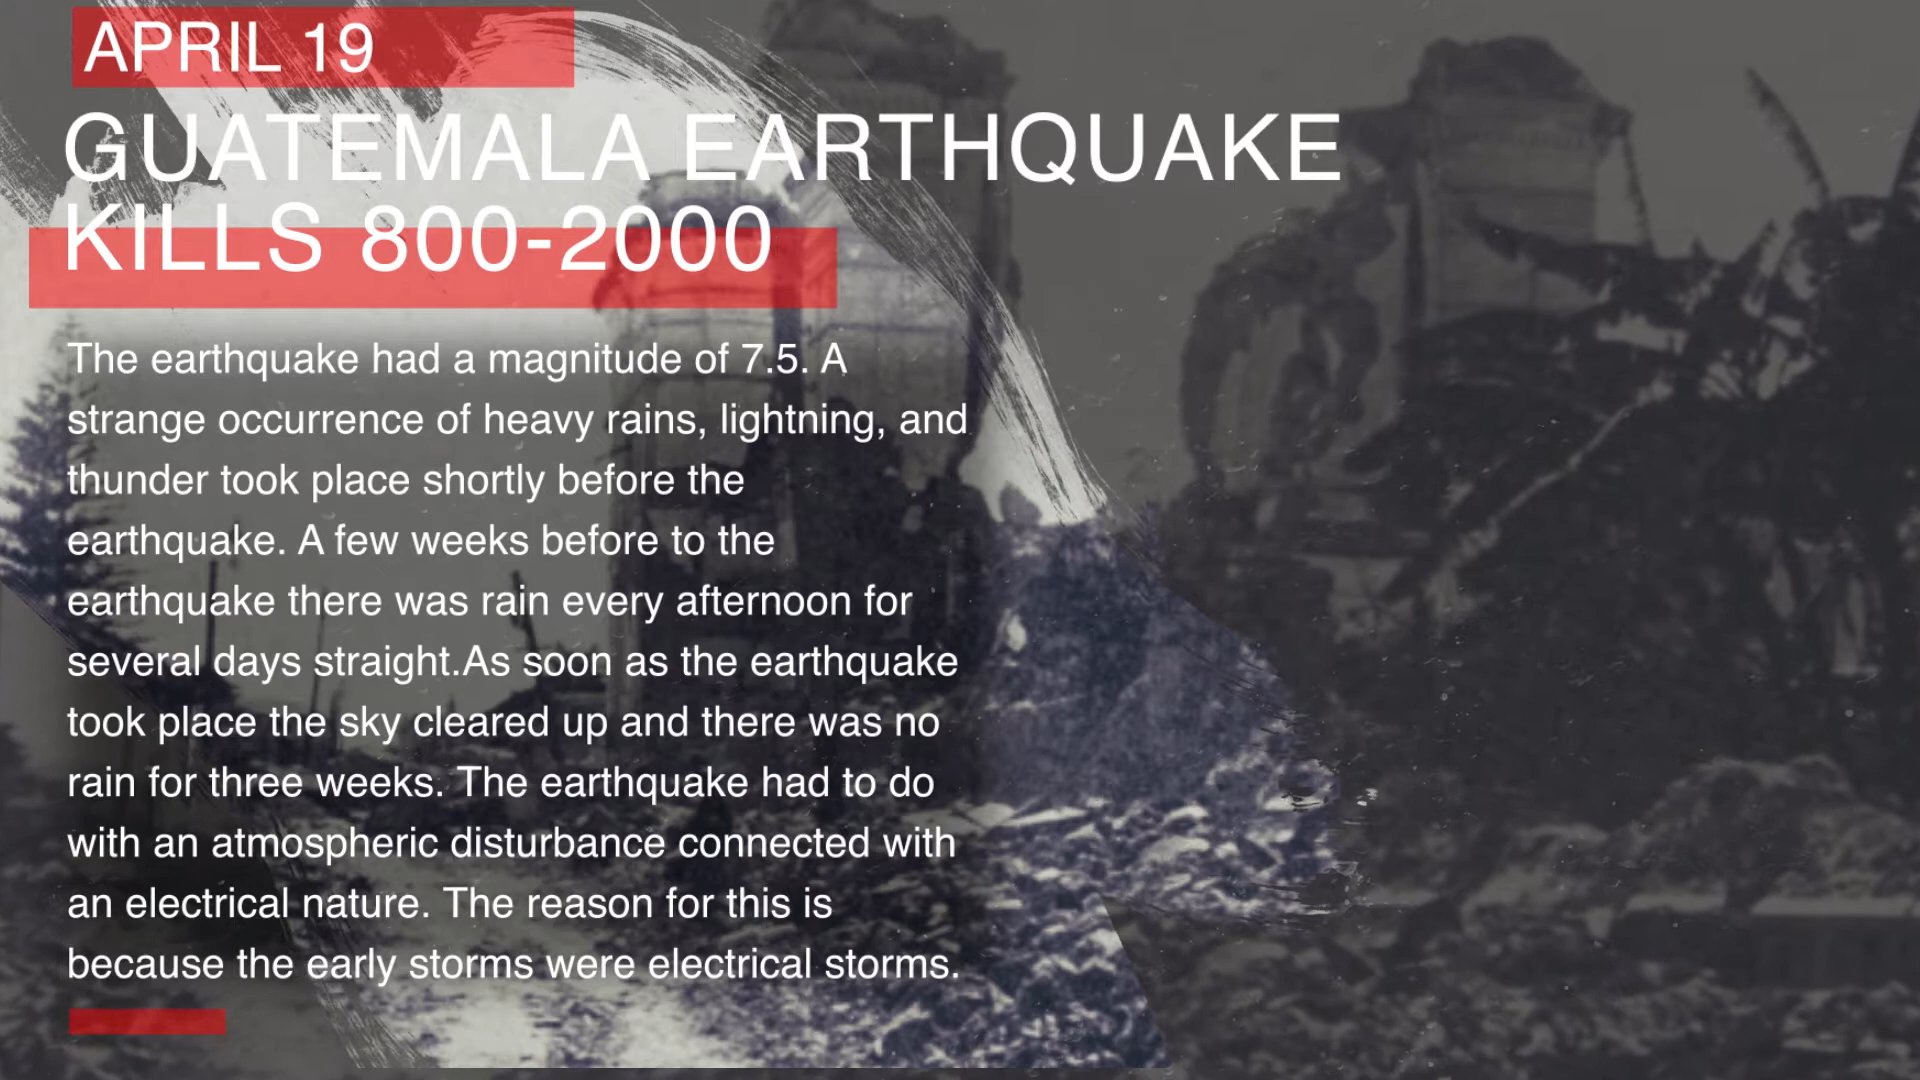 APRIL 19
GUATEMALA EARTHQUAKE
KILLS 800-2000
The earthquake had a magnitude of 7.5. A
strange occurrence of heavy rains, lightning, and
thunder took place shortly before the
earthquake. A few weeks before to the
earthquake there was rain every afternoon for
several days straight.As soon as the earthquake
took place the sky cleared up and there was no
rain for three weeks. The earthquake had to do
with an atmospheric disturbance connected with
an electrical nature. The reason for this is
because the early storms were electrical storms.